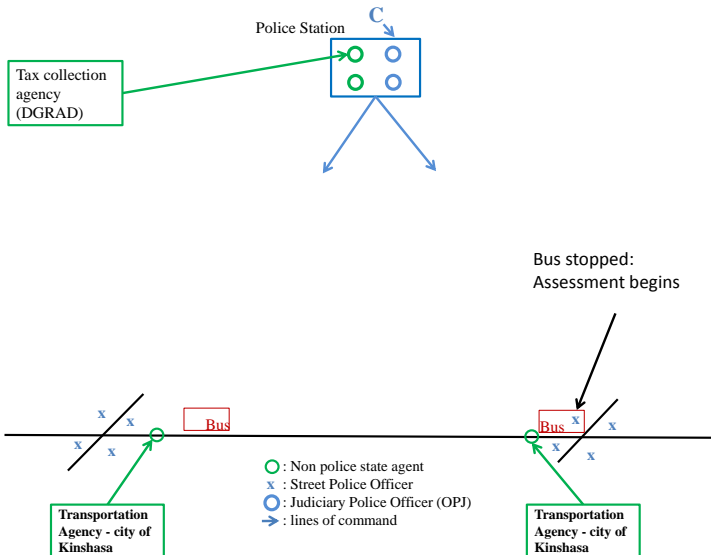 C
Police Station
Tax collection
agency
(DGRAD)
Bus stopped:
Assessment begins
x
x
x
x
Bus
Bus
x
x
x
x
: Non police state agent
x : Street Police Officer
: Judiciary Police Officer (OPJ)
: lines of command
Transportation
Agency - city of
Kinshasa
Transportation
Agency - city of
Kinshasa